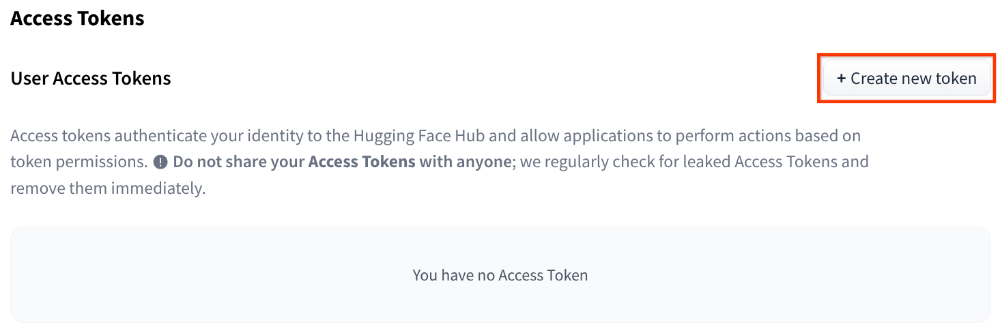 Access Tokens
User Access Tokens
+ Create new token
Access tokens authenticate your identity to the Hugging Face Hub and allow applications to perform actions based on
token permissions. ! Do not share your Access Tokens with anyone; we regularly check for leaked Access Tokens and
remove them immediately.
You have no Access Token